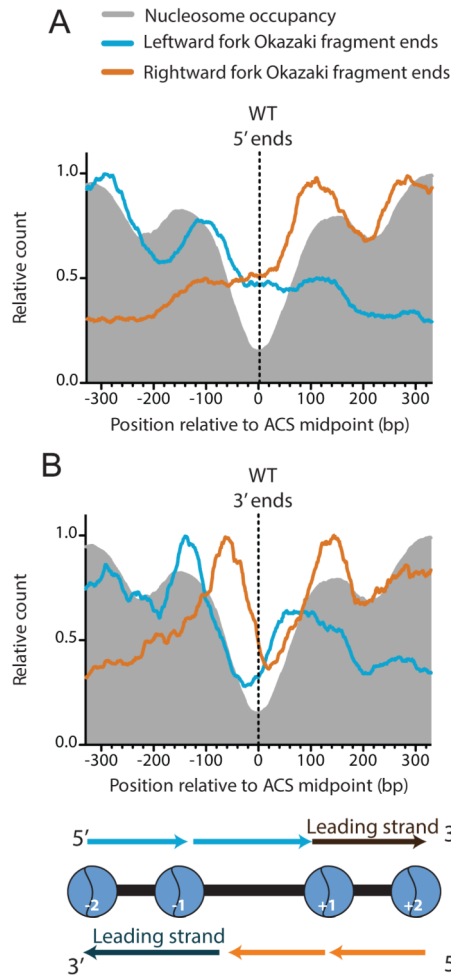 A
Nucleosome occupancy
Leftward fork Okazaki fragment ends
Rightward fork Okazaki fragment ends
WT
5′ ends
1.0
0.5
0.0
Relative count
-300 -200 -100 0 100 200 300
Position relative to ACS midpoint (bp)
B
WT
3′ ends
1.0
0.5
0.0
Relative count
-300 -200 -100 0 100 200 300
Position relative to ACS midpoint (bp)
5′ Leading strand 3′
-2 -1 +1 +2
Leading strand
3′ 5′